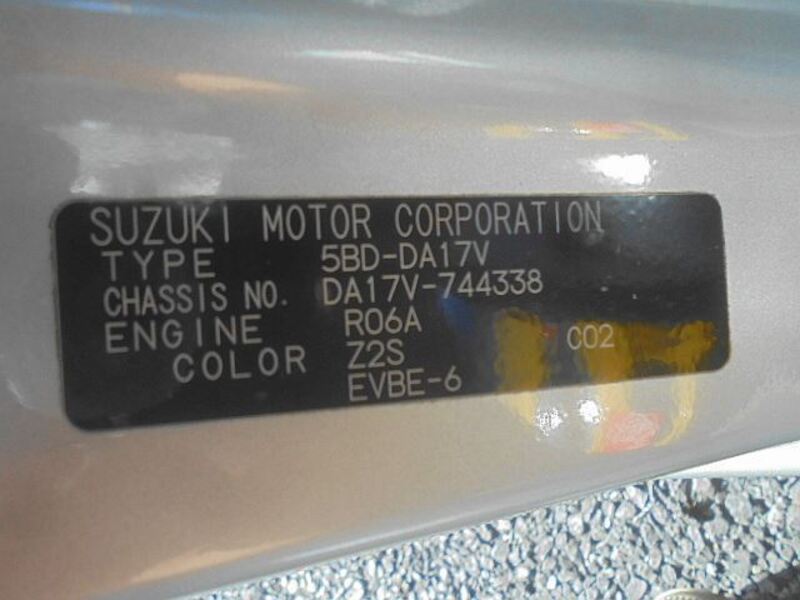 SUZUKI MOTOR CORPORATION
TYPE 5BD-DA17V
CHASSIS NO. DA17V-744338
ENGINE R06A
COLOR Z2S C02
EVBE-6